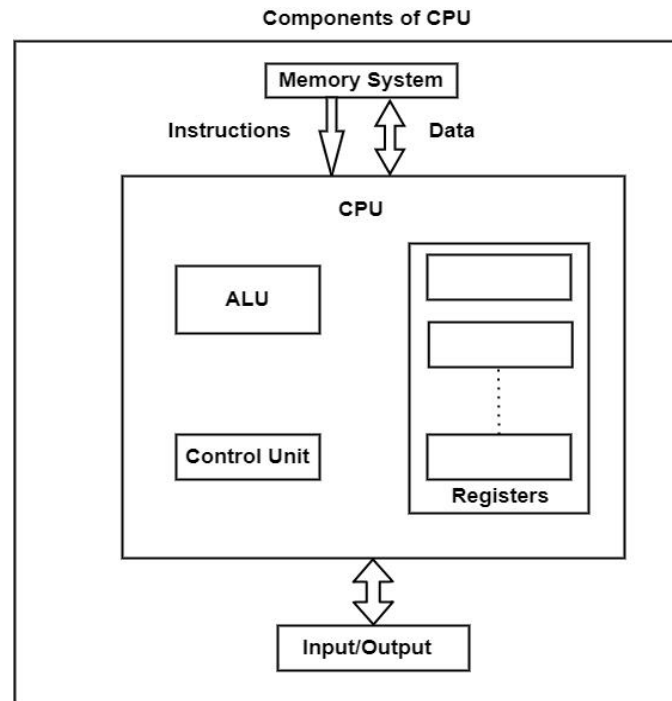 Components of CPU
Memory System
Instructions
Data
CPU
ALU
Control Unit
Registers
Input/Output